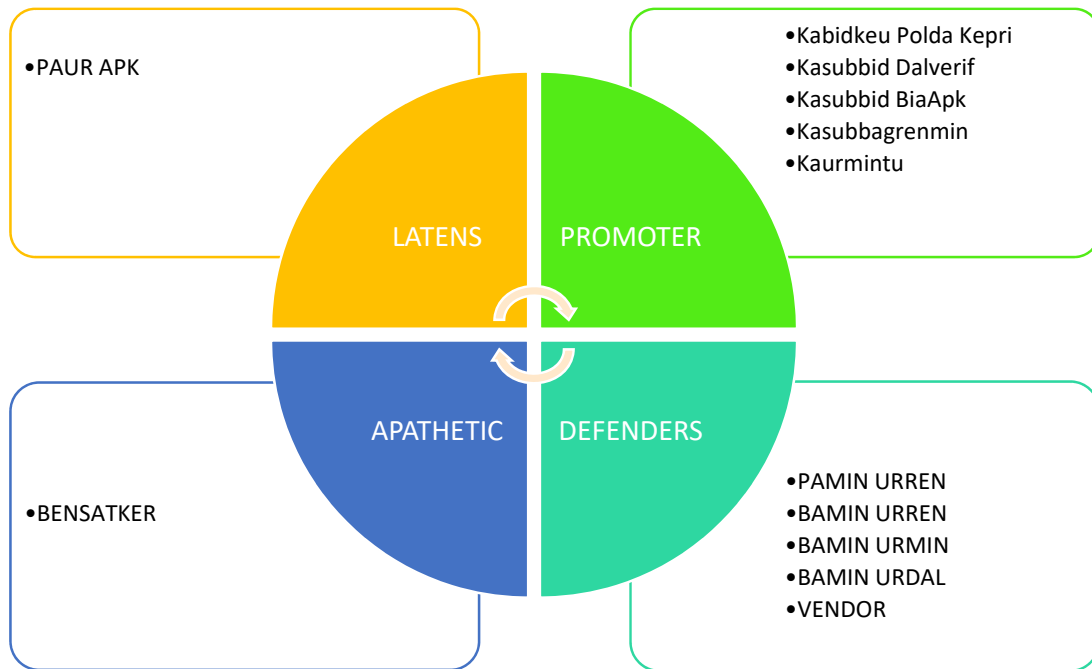 •PAUR APK
•Kabidkeu Polda Kepri
•Kasubbid Dalverif
•Kasubbid BiaApk
•Kasubbagrenmin
•Kaurmintu
LATENS
PROMOTER
APATHETIC
DEFENDERS
•BENSATKER
•PAMIN URREN
•BAMIN URREN
•BAMIN URMIN
•BAMIN URDAL
•VENDOR